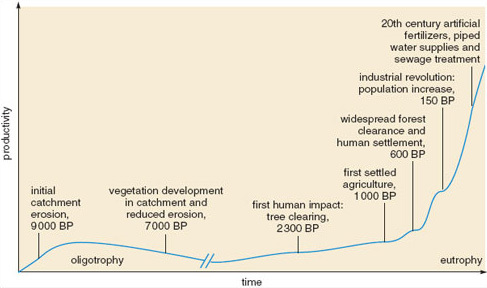 20th century artificial
fertilizers, piped
water supplies and
sewage treatment
industrial revolution:
population increase,
150 BP
widespread forest
clearance and
human settlement,
600 BP
first settled
agriculture,
1000 BP
first human impact:
tree clearing,
2300 BP
vegetation development
in catchment and
reduced erosion,
7000 BP
initial
catchment
erosion,
9000 BP
productivity
oligotrophy
eutrophy
time